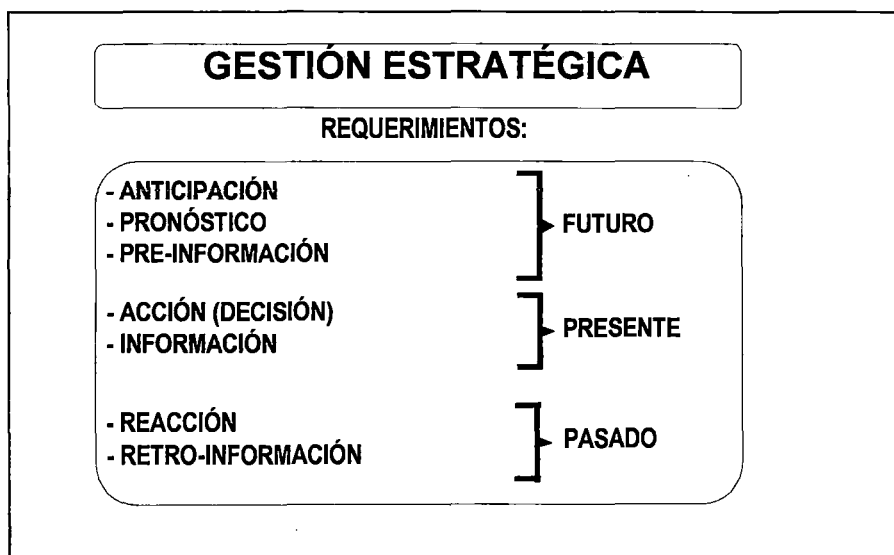 GESTIÓN ESTRATÉGICA
REQUERIMIENTOS:
- ANTICIPACIÓN
- PRONÓSTICO
- PRE-INFORMACIÓN
FUTURO
- ACCIÓN (DECISIÓN)
- INFORMACIÓN
PRESENTE
- REACCIÓN
- RETRO-INFORMACIÓN
PASADO